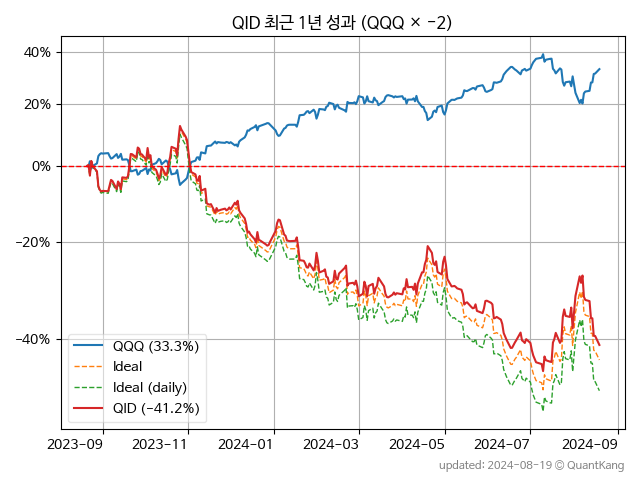 QID 최근 1년 성과 (QQQ × −2)
40%
20%
0%
−20%
−40%
QQQ (33.3%)
Ideal
Ideal (daily)
QID (−41.2%)
2023-09 2023-11 2024-01 2024-03 2024-05 2024-07 2024-09
updated: 2024-08-19 © QuantKang